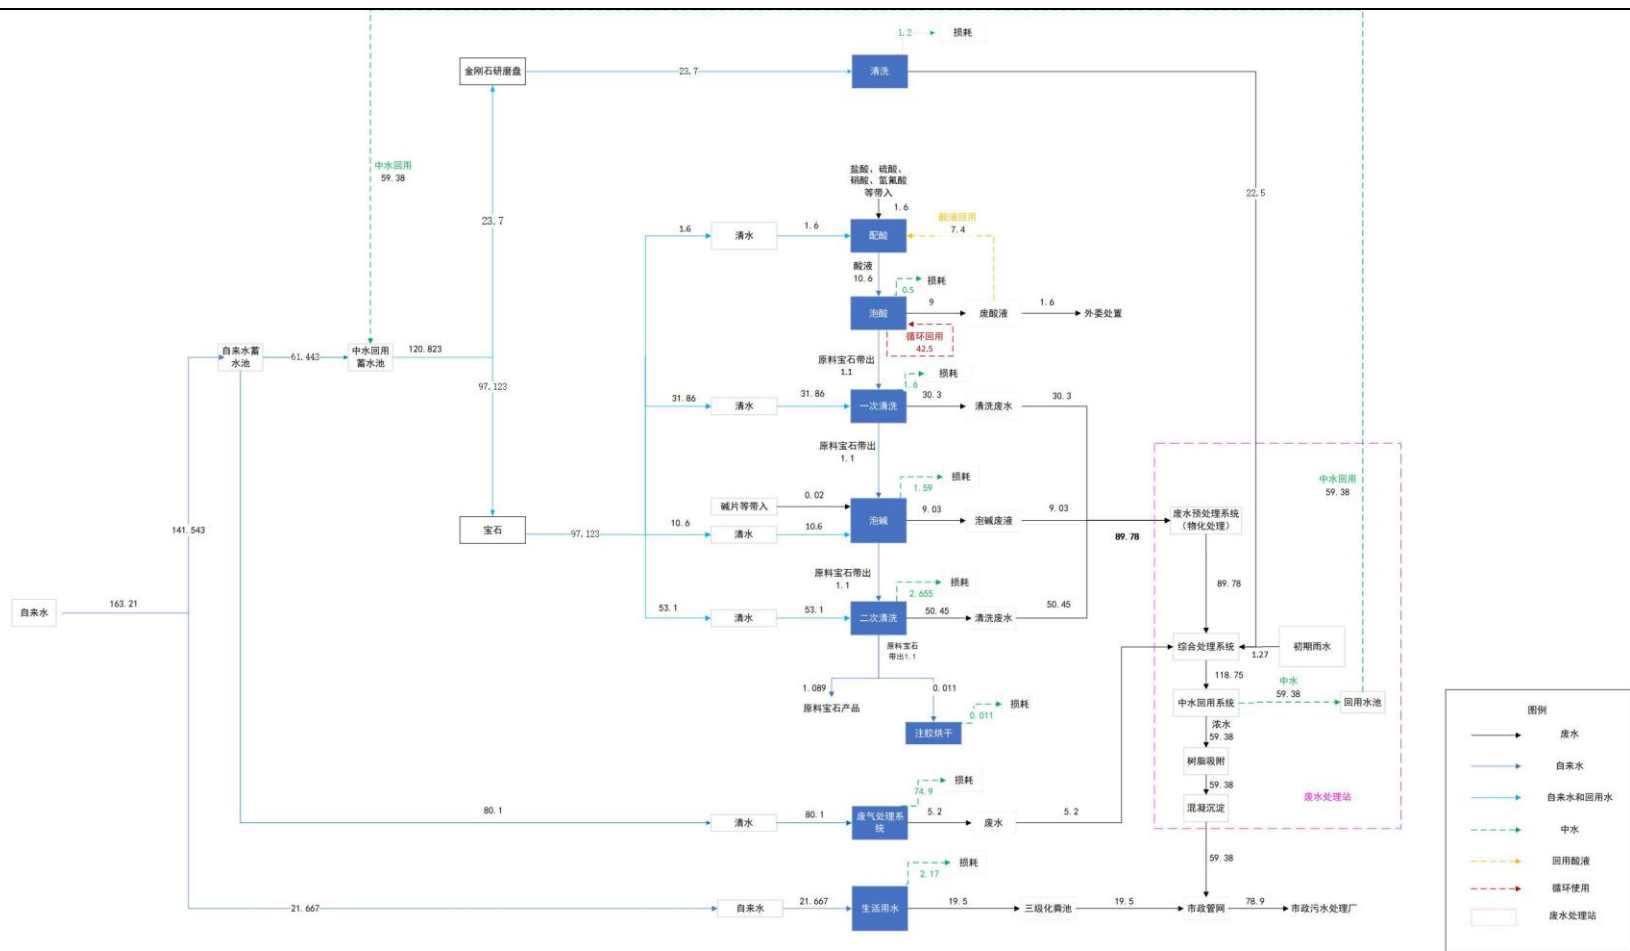 1.2
损耗
金刚石研磨盘
23.7
清洗
中水回用
59.38
盐酸、硫酸、
硝酸、氢氟酸
等带入
1.6
22.5
23.7
酸液回用
7.4
1.6
清水
1.6
配酸
酸液
10.6
损耗
0.5
泡酸
9
废酸液
1.6
外委处置
循环回用
42.5
自来水蓄
水池
61.443
中水回用
蓄水池
120.823
原料宝石带出
1.1
损耗
1.6
97.123
31.86
清水
31.86
一次清洗
30.3
清洗废水
30.3
原料宝石带出
1.1
损耗
1.59
中水回用
59.38
碱片等带入
0.02
泡碱
9.03
泡碱废液
9.03
废水预处理系统
(物化处理)
141.543
宝石
97.123
10.6
清水
10.6
89.78
原料宝石带出
1.1
损耗
2.655
89.78
自来水
163.21
53.1
清水
53.1
二次清洗
50.45
清洗废水
50.45
原料宝石
带出1.1
综合处理系统
1.27
初期雨水
118.75
1.089
0.011
原料宝石产品
损耗
0.011
注胶烘干
中水
59.38
中水回用系统
回用水池
浓水
59.38
树脂吸附
59.38
混凝沉淀
废水处理站
损耗
74.9
80.1
清水
80.1
废气处理系
统
5.2
废水
5.2
59.38
损耗
2.17
21.667
自来水
21.667
生活用水
19.5
三级化粪池
19.5
市政管网
78.9
市政污水处理厂
图例
废水
自来水
自来水和回用水
中水
回用酸液
循环使用
废水处理站